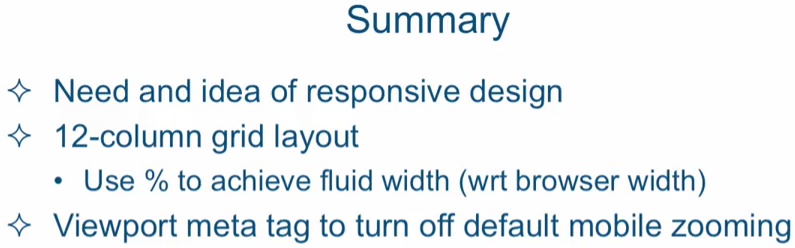 Summary
✧ Need and idea of responsive design
✧ 12-column grid layout
• Use % to achieve fluid width (wrt browser width)
✧ Viewport meta tag to turn off default mobile zooming